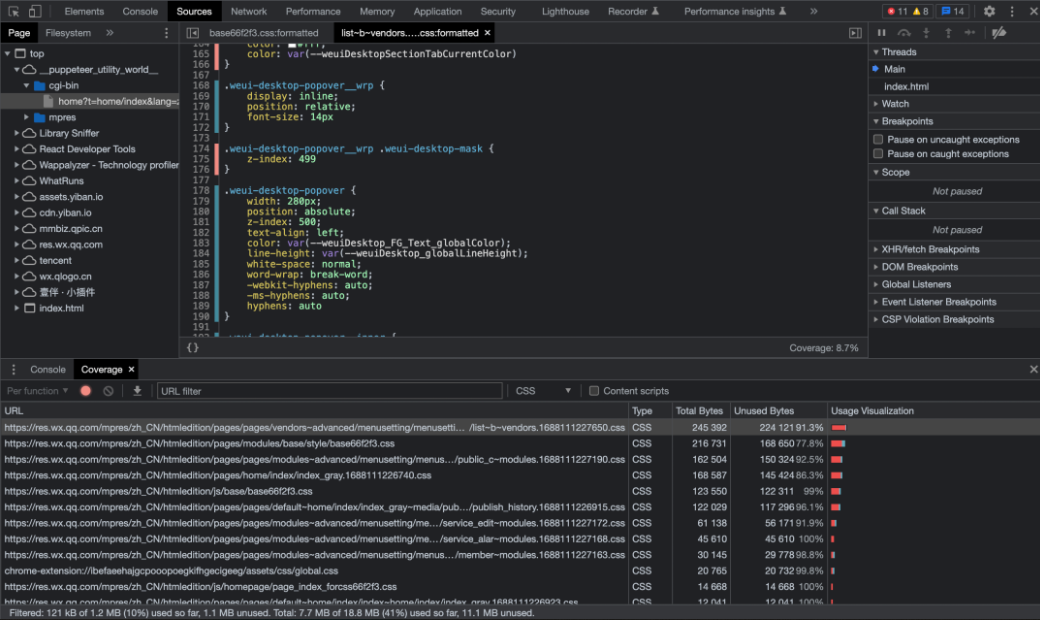 Elements Console Sources Network Performance Memory Application Security Lighthouse Recorder Performance insights » 11 8 14
Page Filesystem »
base66f2f3.css:formatted list~b~vendors.....css:formatted ×
top
__puppeteer_utility_world__
cgi-bin
home?t=home/index&lang=z
mpres
Library Sniffer
React Developer Tools
Wappalyzer - Technology profiler
WhatRuns
assets.yiban.io
cdn.yiban.io
mmbiz.qpic.cn
res.wx.qq.com
tencent
wx.qlogo.cn
壹伴 · 小插件
index.html
164 color: #fff;
165 color: var(--weuiDesktopSectionTabCurrentColor)
166 }
167
168 .weui-desktop-popover__wrp {
169 display: inline;
170 position: relative;
171 font-size: 14px
172 }
173
174 .weui-desktop-popover__wrp .weui-desktop-mask {
175 z-index: 499
176 }
177
178 .weui-desktop-popover {
179 width: 280px;
180 position: absolute;
181 z-index: 500;
182 text-align: left;
183 color: var(--weuiDesktop_FG_Text_globalColor);
184 line-height: var(--weuiDesktop_globalLineHeight);
185 white-space: normal;
186 word-wrap: break-word;
187 -webkit-hyphens: auto;
188 -ms-hyphens: auto;
189 hyphens: auto
190 }
191
{} Coverage: 8.7%
Threads
Main
index.html
Watch
Breakpoints
Pause on uncaught exceptions
Pause on caught exceptions
Scope
Not paused
Call Stack
Not paused
XHR/fetch Breakpoints
DOM Breakpoints
Global Listeners
Event Listener Breakpoints
CSP Violation Breakpoints
Console Coverage ×
Per function URL filter CSS Content scripts
URL Type Total Bytes Unused Bytes Usage Visualization
https://res.wx.qq.com/mpres/zh_CN/htmledition/pages/pages/vendors~advanced/menusetting/menusetti… /list~b~vendors.1688111227650.css CSS 245 392 224 121 91.3%
https://res.wx.qq.com/mpres/zh_CN/htmledition/pages/modules/base/style/base66f2f3.css CSS 216 731 168 650 77.8%
https://res.wx.qq.com/mpres/zh_CN/htmledition/pages/pages/modules~advanced/menusetting/menus… /public_c~modules.1688111227190.css CSS 162 504 150 324 92.5%
https://res.wx.qq.com/mpres/zh_CN/htmledition/pages/home/index/index_gray.1688111226740.css CSS 168 587 145 424 86.3%
https://res.wx.qq.com/mpres/zh_CN/htmledition/js/base/base66f2f3.css CSS 123 550 122 311 99%
https://res.wx.qq.com/mpres/zh_CN/htmledition/pages/pages/default~home/index/index_gray~media/pub… /publish_history.1688111226915.css CSS 122 029 117 296 96.1%
https://res.wx.qq.com/mpres/zh_CN/htmledition/pages/pages/modules~advanced/menusetting/me… /service_edit~modules.1688111227172.css CSS 61 138 56 171 91.9%
https://res.wx.qq.com/mpres/zh_CN/htmledition/pages/pages/modules~advanced/menusetting/me… /service_alar~modules.1688111227168.css CSS 45 610 45 610 100%
https://res.wx.qq.com/mpres/zh_CN/htmledition/pages/pages/modules~advanced/menusetting/menus… /member~modules.1688111227163.css CSS 30 145 29 778 98.8%
chrome-extension://ibefaeehajgcpooopoegkifhgecigeeg/assets/css/global.css CSS 20 765 20 732 99.8%
https://res.wx.qq.com/mpres/zh_CN/htmledition/js/homepage/page_index_forcss66f2f3.css CSS 14 668 14 668 100%
https://res.wx.qq.com/mpres/zh_CN/htmledition/pages/pages/default~home/index/index~home/index/index_gray.1688111226923.css CSS 12 041 12 041 100%
Filtered: 121 kB of 1.2 MB (10%) used so far, 1.1 MB unused. Total: 7.7 MB of 18.8 MB (41%) used so far, 11.1 MB unused.